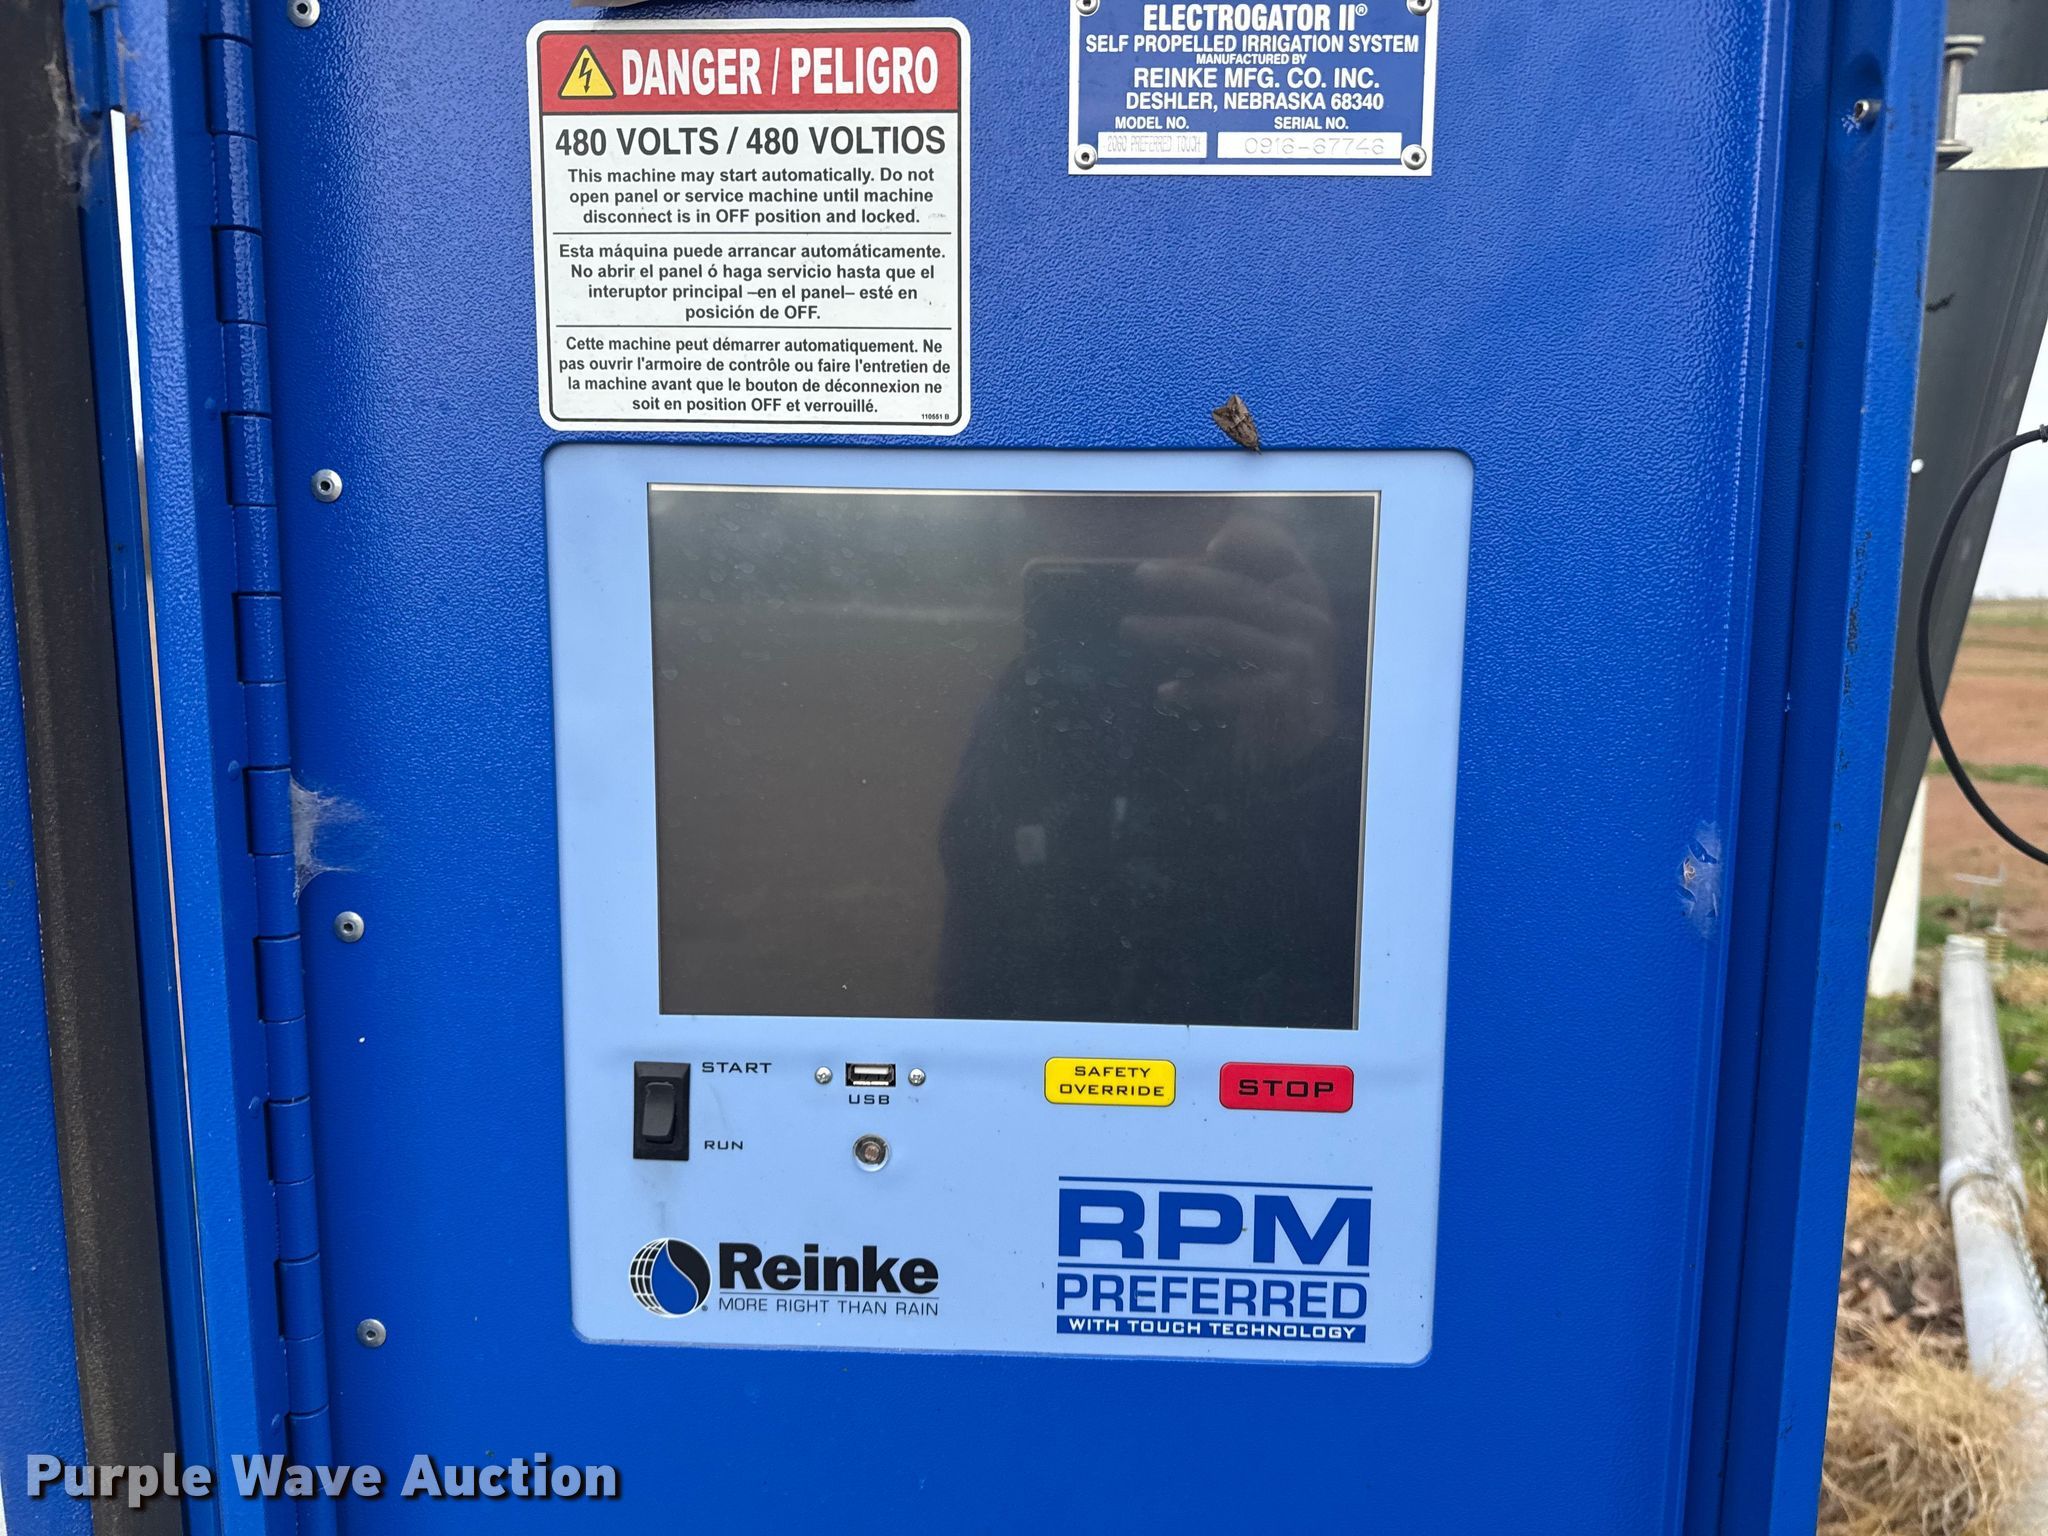 DANGER / PELIGRO
480 VOLTS / 480 VOLTIOS
This machine may start automatically. Do not
open panel or service machine until machine
disconnect is in OFF position and locked.
Esta máquina puede arrancar automáticamente.
No abrir el panel ó haga servicio hasta que el
interuptor principal –en el panel– esté en
posición de OFF.
Cette machine peut démarrer automatiquement. Ne
pas ouvrir l'armoire de contrôle ou faire l'entretien de
la machine avant que le bouton de déconnexion ne
soit en position OFF et verrouillé.
110551 B
ELECTROGATOR II®
SELF PROPELLED IRRIGATION SYSTEM
MANUFACTURED BY
REINKE MFG. CO. INC.
DESHLER, NEBRASKA 68340
MODEL NO. SERIAL NO.
2060 PREFERRED TOUCH 0916-67746
START
RUN
USB
SAFETY
OVERRIDE
STOP
Reinke
MORE RIGHT THAN RAIN
RPM
PREFERRED
WITH TOUCH TECHNOLOGY
Purple Wave Auction